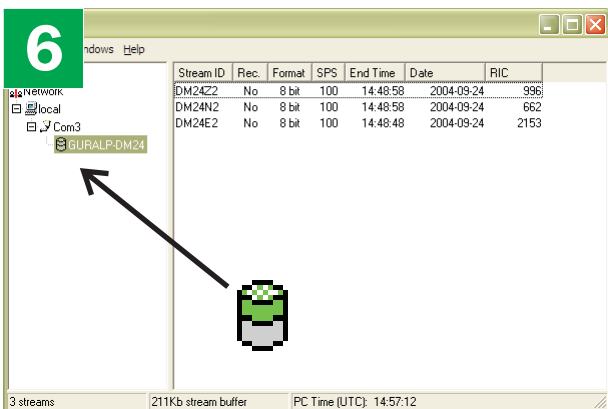 6
ndows Help
Network
local
Com3
GURALP-DM24
Stream ID Rec. Format SPS End Time Date RIC
DM24Z2 No 8 bit 100 14:48:58 2004-09-24 996
DM24N2 No 8 bit 100 14:48:58 2004-09-24 662
DM24E2 No 8 bit 100 14:48:48 2004-09-24 2153
3 streams 211Kb stream buffer PC Time (UTC): 14:57:12